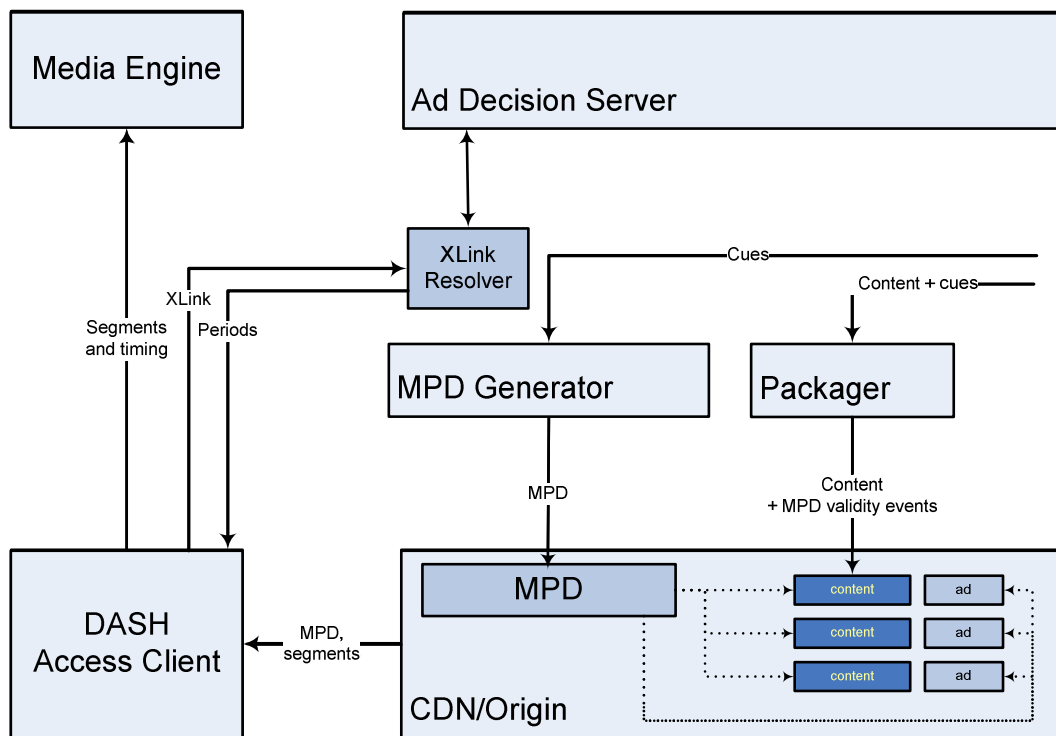 Media Engine
Ad Decision Server
XLink
Resolver
Cues
Content + cues
XLink
Periods
Segments
and timing
MPD Generator
Packager
MPD
Content
+ MPD validity events
MPD
content
ad
DASH
Access Client
MPD,
segments
content
ad
content
ad
CDN/Origin